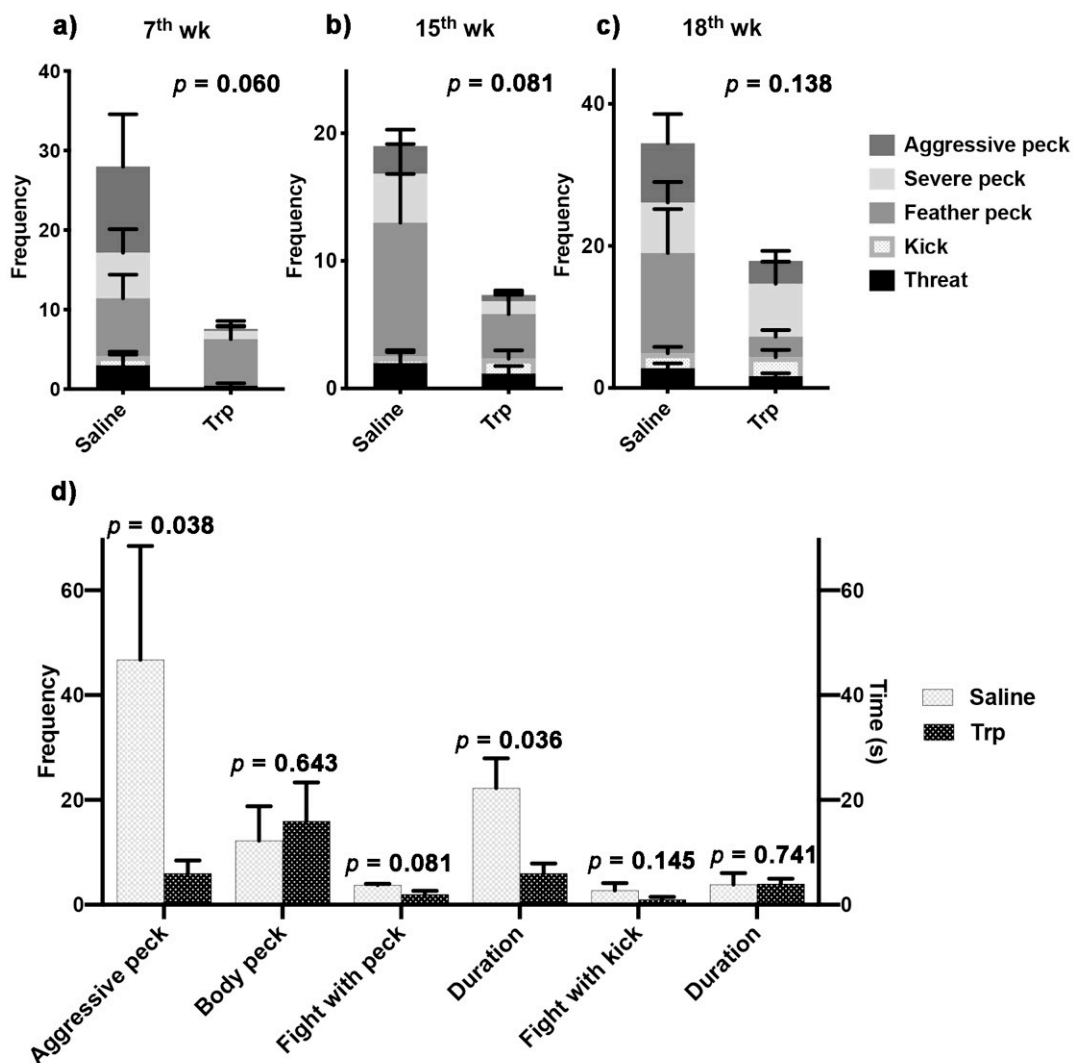 a) 7th wk
40
30
20
10
0
Frequency
p = 0.060
Saline
Trp
b) 15th wk
20
10
0
Frequency
p = 0.081
Saline
Trp
c) 18th wk
40
20
0
Frequency
p = 0.138
Saline
Trp
Aggressive peck
Severe peck
Feather peck
Kick
Threat
d)
60
40
20
0
Frequency
p = 0.038
p = 0.643
p = 0.081
p = 0.036
p = 0.145
p = 0.741
60
40
20
0
Time (s)
Aggressive peck
Body peck
Fight with peck
Duration
Fight with kick
Duration
Saline
Trp